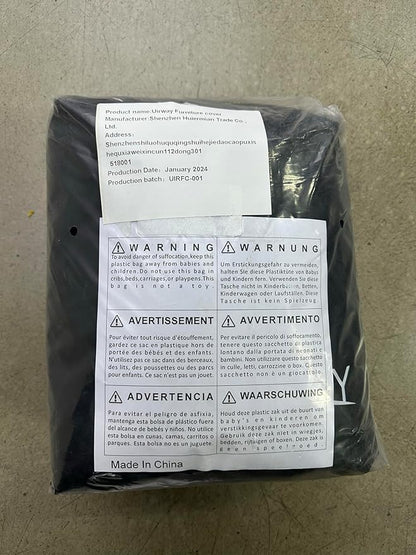 Product name:Uirway Furniture cover
Manufacturer:Shenzhen Huienmian Trade Co.,
Ltd.
Address:
Shenzhenshiluohuquqingshuihejiedaocaopuxis
hequxiaweixincun112dong301
518001
Production Date: January 2024
Production batch: UIRFC-001
⚠ WARNING
To avoid danger of suffocation,keep this
plastic bag away from babies and
children. Do not use this bag in
cribs,beds,carriages,or playpens.This
bag is not a toy.
⚠ WARNUNG
Um Erstückungsgefahr zu vermeiden,
halten Sie diese Plastiktüte von Babys
und Kindern fern. Verwenden Sie diese
Tasche nicht in Kinderbetten, Betten,
Kinderwagen oder Laufställen. Diese
Tasche ist kein Spielzeug.
⚠ AVERTISSEMENT
Pour éviter tout risque d'étouffement,
gardez ce sac en plastique hors de
portée des bébés et des enfants.
N'utilisez pas ce sac dans des berceaux,
des lits, des poussettes ou des parcs
pour enfants. Ce sac n'est pas un jouet.
⚠ AVVERTIMENTO
Per evitare il pericolo di soffocamento,
tenere questo sacchetto di plastica
lontano dalla portata di neonati e
bambini. Non utilizzare questo sacchetto
in culle, letti, carrozzine o box. Questo
sacchetto non è un giocattolo.
⚠ ADVERTENCIA
Para evitar el peligro de asfixia,
mantenga esta bolsa de plástico fuera
del alcance de bebés y niños. No utilice
esta bolsa en cunas, camas, carritos o
parques. Esta bolsa no es un juguete.
⚠ WAARSCHUWING
Houd deze plastic zak uit de buurt van
baby's en kinderen om
verstikkingsgevaar te voorkomen.
Gebruik deze zak niet in wiegjes,
bedden, rijtuigen of boxen. Deze zak is
geen speelgoed.
Made In China
Y